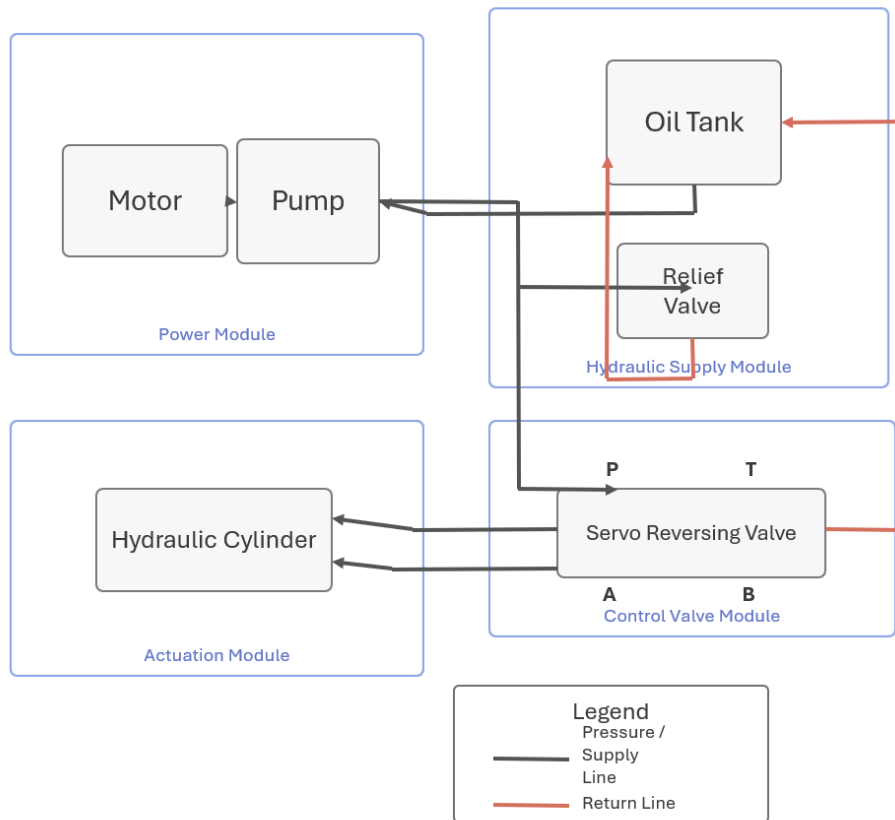 Oil Tank
Motor
Pump
Relief
Valve
Power Module
Hydraulic Supply Module
P
T
Hydraulic Cylinder
Servo Reversing Valve
A
B
Control Valve Module
Actuation Module
Legend
Pressure /
Supply
Line
Return Line